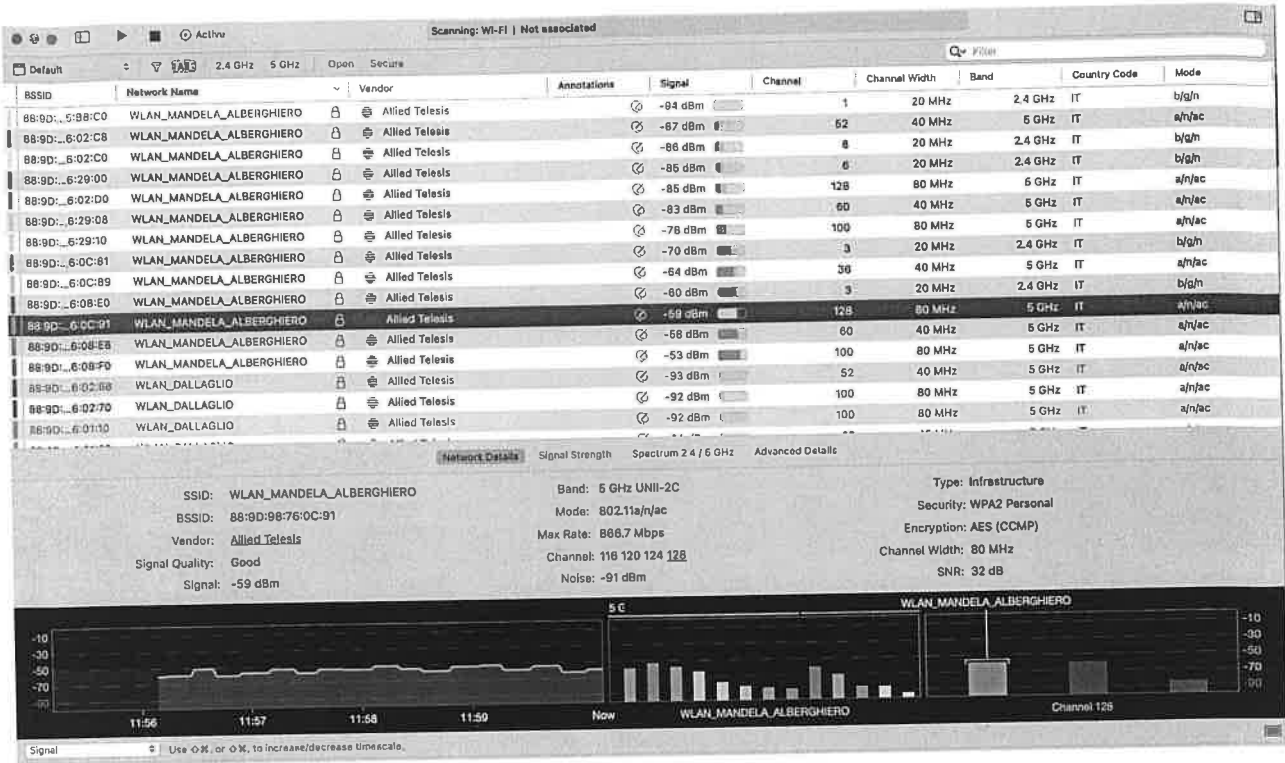 Active Scanning: Wi-Fi | Not associated
Default 2.4 GHz 5 GHz Open Secure Filter
BSSID Network Name Vendor Annotations Signal Channel Channel Width Band Country Code Mode
88:9D:…5:B8:C0 WLAN_MANDELA_ALBERGHIERO Allied Telesis -94 dBm 1 20 MHz 2,4 GHz IT b/g/n
88:9D:…6:02:C8 WLAN_MANDELA_ALBERGHIERO Allied Telesis -87 dBm 52 40 MHz 5 GHz IT a/n/ac
88:9D:…6:02:C0 WLAN_MANDELA_ALBERGHIERO Allied Telesis -86 dBm 6 20 MHz 2.4 GHz IT b/g/n
88:9D:…6:29:00 WLAN_MANDELA_ALBERGHIERO Allied Telesis -85 dBm 6 20 MHz 2.4 GHz IT b/g/n
88:9D:…6:02:D0 WLAN_MANDELA_ALBERGHIERO Allied Telesis -85 dBm 128 80 MHz 5 GHz IT a/n/ac
88:9D:…6:29:08 WLAN_MANDELA_ALBERGHIERO Allied Telesis -83 dBm 60 40 MHz 5 GHz IT a/n/ac
88:9D:…6:29:10 WLAN_MANDELA_ALBERGHIERO Allied Telesis -76 dBm 100 80 MHz 5 GHz IT a/n/ac
88:9D:…6:0C:81 WLAN_MANDELA_ALBERGHIERO Allied Telesis -70 dBm 3 20 MHz 2.4 GHz IT b/g/n
88:9D:…6:0C:89 WLAN_MANDELA_ALBERGHIERO Allied Telesis -64 dBm 36 40 MHz 5 GHz IT a/n/ac
88:9D:…6:08:E0 WLAN_MANDELA_ALBERGHIERO Allied Telesis -60 dBm 3 20 MHz 2.4 GHz IT b/g/n
88:9D:…6:0C:91 WLAN_MANDELA_ALBERGHIERO Allied Telesis -59 dBm 128 80 MHz 5 GHz IT a/n/ac
88:9D:…6:08:E8 WLAN_MANDELA_ALBERGHIERO Allied Telesis -58 dBm 60 40 MHz 5 GHz IT a/n/ac
88:9D:…6:08:F0 WLAN_MANDELA_ALBERGHIERO Allied Telesis -53 dBm 100 80 MHz 5 GHz IT a/n/ac
WLAN_DALLAGLIO Allied Telesis -93 dBm 52 40 MHz 5 GHz IT a/n/ac
88:9D:…6:02:70 WLAN_DALLAGLIO Allied Telesis -92 dBm 100 80 MHz 5 GHz IT a/n/ac
88:9D:…6:01:10 WLAN_DALLAGLIO Allied Telesis -92 dBm 100 80 MHz 5 GHz IT a/n/ac
Network Details Signal Strength Spectrum 2.4 / 5 GHz Advanced Details
SSID: WLAN_MANDELA_ALBERGHIERO Band: 5 GHz UNII-2C Type: Infrastructure
BSSID: 88:9D:98:76:0C:91 Mode: 802.11a/n/ac Security: WPA2 Personal
Vendor: Allied Telesis Max Rate: 866.7 Mbps Encryption: AES (CCMP)
Signal Quality: Good Channel: 116 120 124 128 Channel Width: 80 MHz
Signal: -59 dBm Noise: -91 dBm SNR: 32 dB
5 G WLAN_MANDELA_ALBERGHIERO
-10 -10
-30 -30
-50 -50
-70 -70
-90 -90
11:56 11:57 11:58 11:59 Now WLAN_MANDELA_ALBERGHIERO Channel 128
Signal Use ⇧⌘, or ⇧⌘. to increase/decrease timescale.